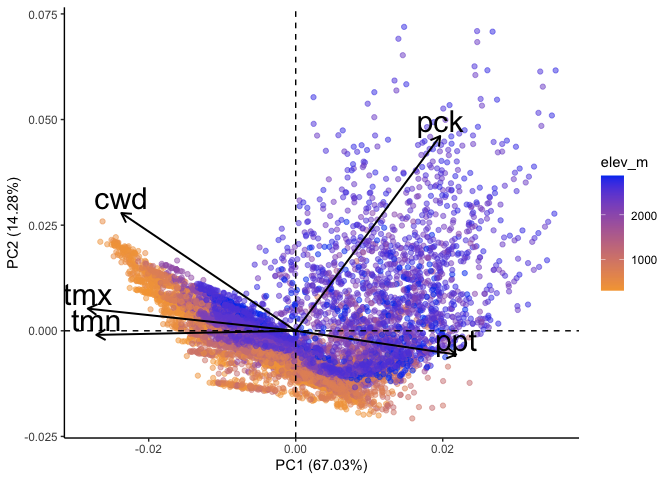 0.075
0.050
0.025
0.000
-0.025
PC2 (14.28%)
pck
cwd
tmx
tmn
ppt
-0.02
0.00
0.02
PC1 (67.03%)
elev_m
2000
1000